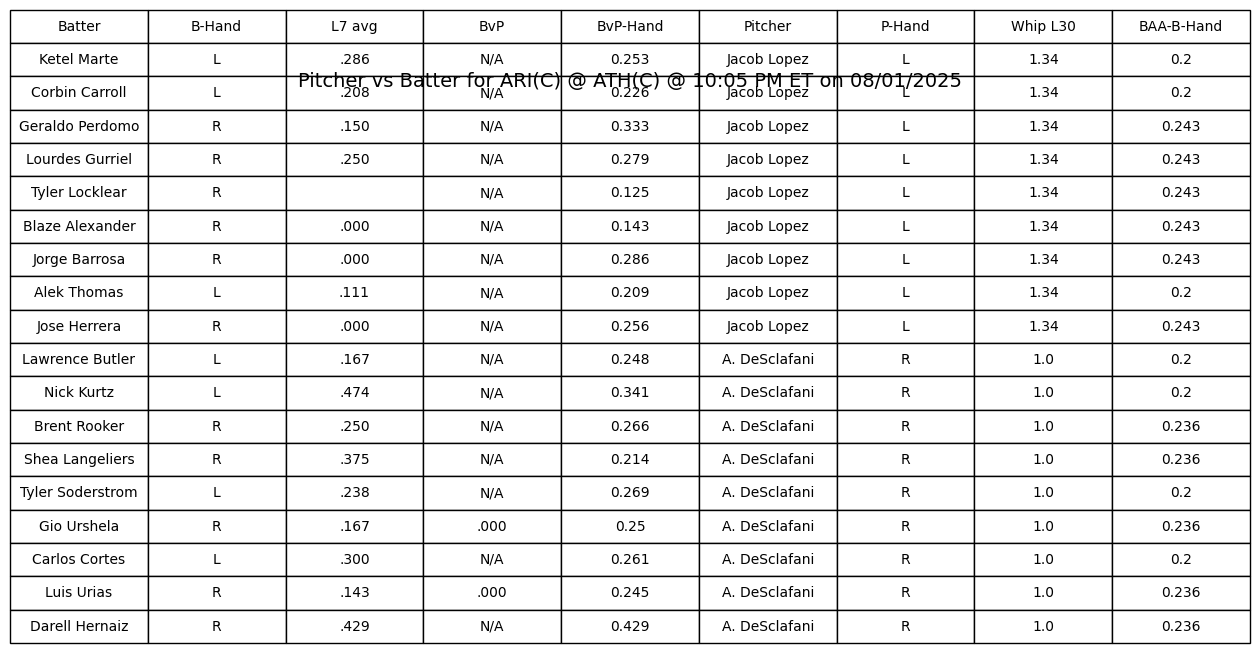 Batter B-Hand L7 avg BvP BvP-Hand Pitcher P-Hand Whip L30 BAA-B-Hand
Ketel Marte L .286 N/A 0.253 Jacob Lopez L 1.34 0.2
Pitcher vs Batter for ARI(C) @ ATH(C) @ 10:05 PM ET on 08/01/2025
Corbin Carroll L .208 N/A 0.226 Jacob Lopez L 1.34 0.2
Geraldo Perdomo R .150 N/A 0.333 Jacob Lopez L 1.34 0.243
Lourdes Gurriel R .250 N/A 0.279 Jacob Lopez L 1.34 0.243
Tyler Locklear R N/A 0.125 Jacob Lopez L 1.34 0.243
Blaze Alexander R .000 N/A 0.143 Jacob Lopez L 1.34 0.243
Jorge Barrosa R .000 N/A 0.286 Jacob Lopez L 1.34 0.243
Alek Thomas L .111 N/A 0.209 Jacob Lopez L 1.34 0.2
Jose Herrera R .000 N/A 0.256 Jacob Lopez L 1.34 0.243
Lawrence Butler L .167 N/A 0.248 A. DeSclafani R 1.0 0.2
Nick Kurtz L .474 N/A 0.341 A. DeSclafani R 1.0 0.2
Brent Rooker R .250 N/A 0.266 A. DeSclafani R 1.0 0.236
Shea Langeliers R .375 N/A 0.214 A. DeSclafani R 1.0 0.236
Tyler Soderstrom L .238 N/A 0.269 A. DeSclafani R 1.0 0.2
Gio Urshela R .167 .000 0.25 A. DeSclafani R 1.0 0.236
Carlos Cortes L .300 N/A 0.261 A. DeSclafani R 1.0 0.2
Luis Urias R .143 .000 0.245 A. DeSclafani R 1.0 0.236
Darell Hernaiz R .429 N/A 0.429 A. DeSclafani R 1.0 0.236